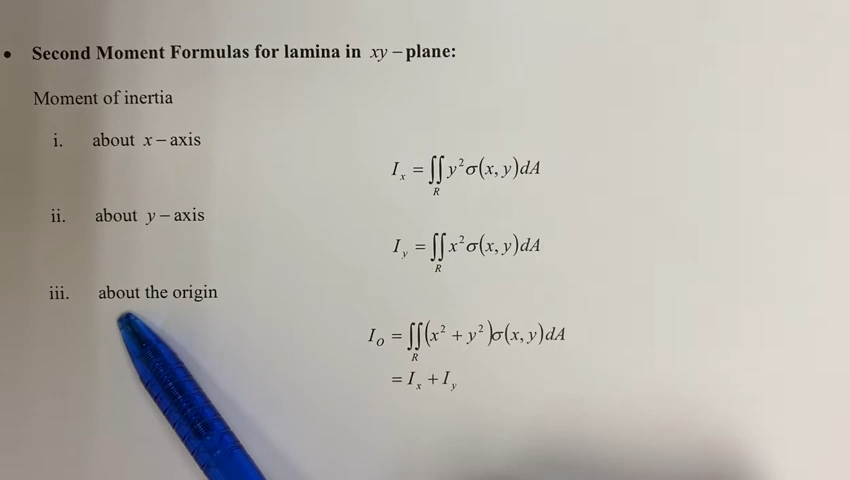 • Second Moment Formulas for lamina in xy – plane:
Moment of inertia
i. about x – axis
I_x = ∬_R y²σ(x, y)dA
ii. about y – axis
I_y = ∬_R x²σ(x, y)dA
iii. about the origin
I_O = ∬_R (x² + y²)σ(x, y)dA
= I_x + I_y